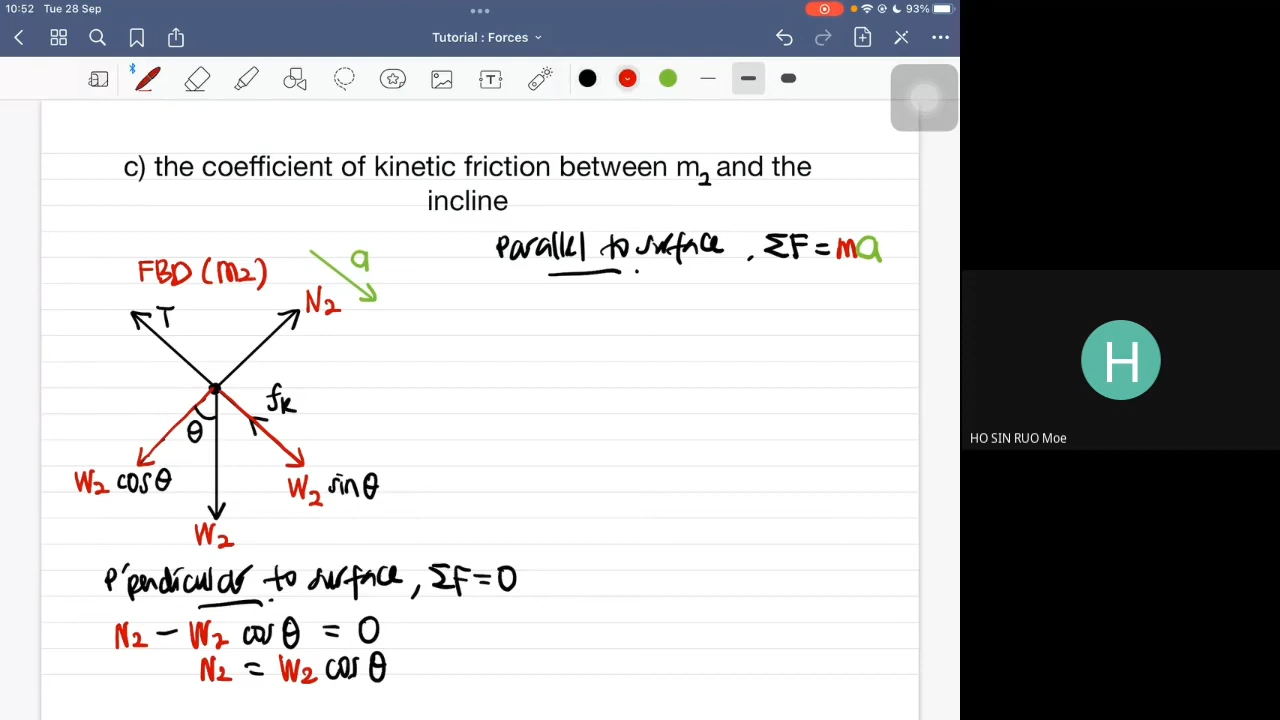 10:52 Tue 28 Sep
93%
Tutorial : Forces
T
c) the coefficient of kinetic friction between m2 and the
incline
parallel to surface , ΣF = ma
FBD (m2)
a
T
N2
fk
θ
W2 cosθ
W2 sinθ
W2
P'pendicular to surface , ΣF = 0
N2 − W2 cos θ = 0
N2 = W2 cos θ
H
HO SIN RUO Moe